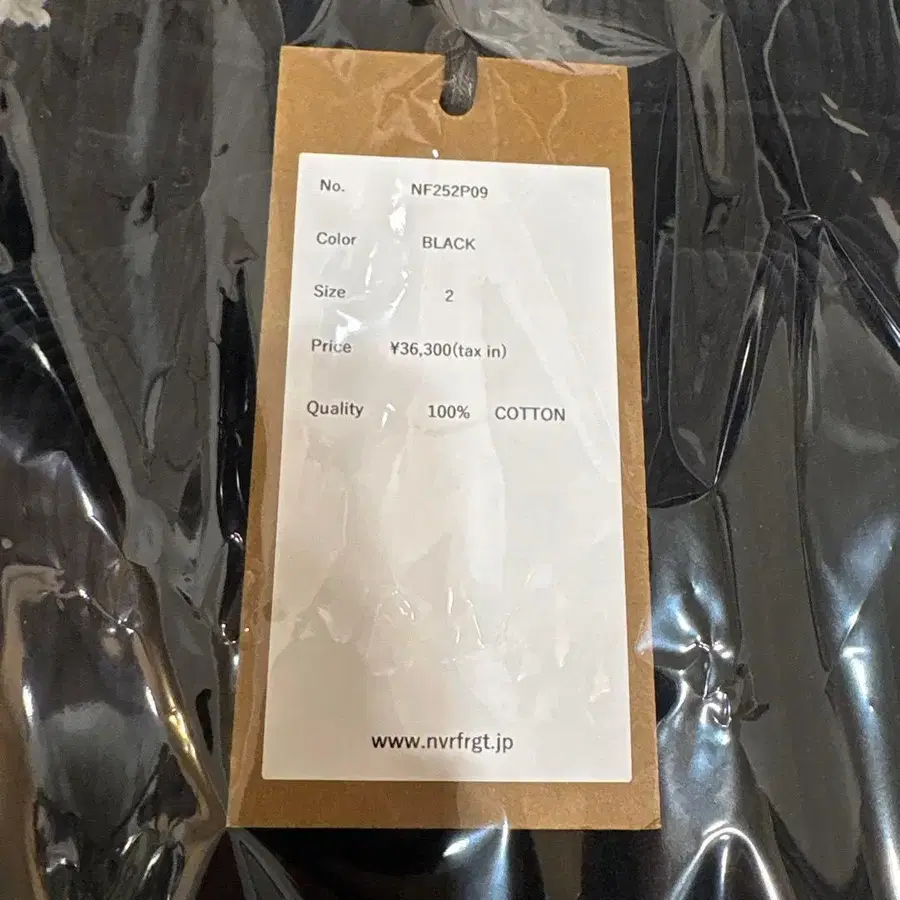 No. NF252P09
Color BLACK
Size 2
Price ¥36,300(tax in)
Quality 100% COTTON
www.nvrfrgt.jp